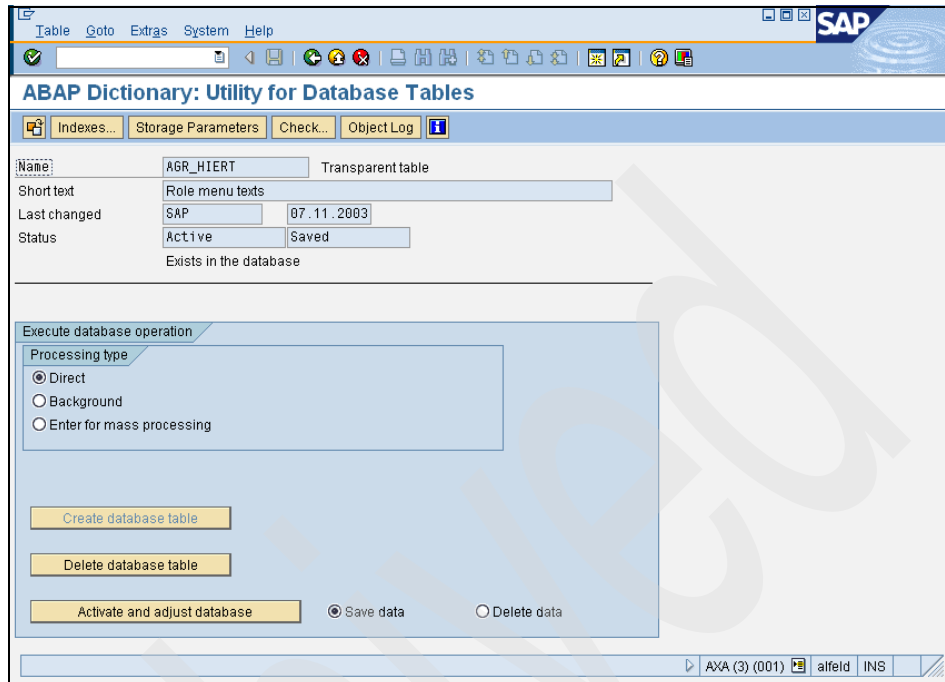 Table Goto Extras System Help
SAP
ABAP Dictionary: Utility for Database Tables
Indexes... Storage Parameters Check... Object Log
Name AGR_HIERT Transparent table
Short text Role menu texts
Last changed SAP 07.11.2003
Status Active Saved
Exists in the database
Execute database operation
Processing type
Direct
Background
Enter for mass processing
Create database table
Delete database table
Activate and adjust database Save data Delete data
AXA (3) (001) alfeld INS